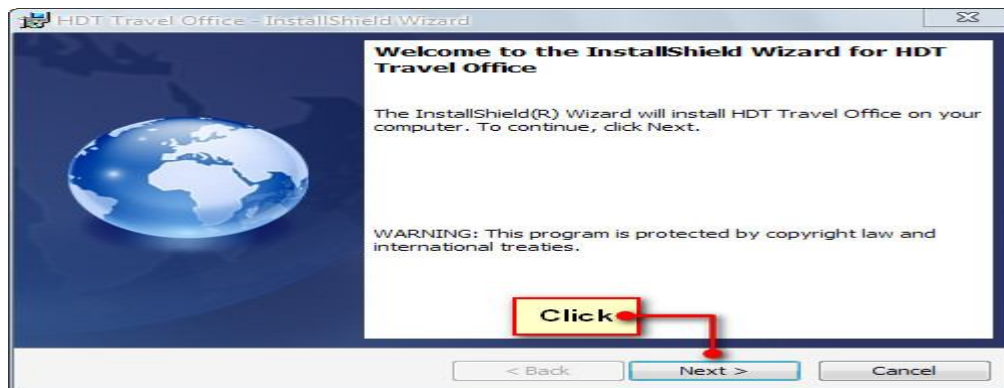 HDT Travel Office - InstallShield Wizard
Welcome to the InstallShield Wizard for HDT
Travel Office
The InstallShield(R) Wizard will install HDT Travel Office on your
computer. To continue, click Next.
WARNING: This program is protected by copyright law and
international treaties.
Click
< Back
Next >
Cancel